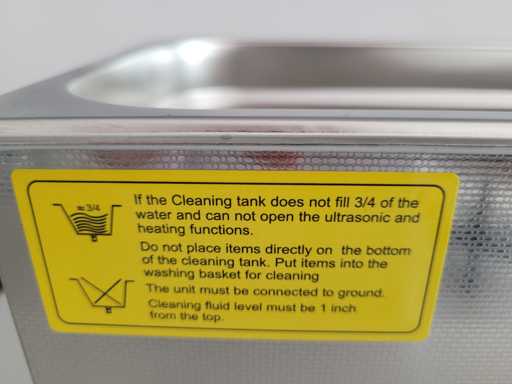 ≈3/4
If the Cleaning tank does not fill 3/4 of the
water and can not open the ultrasonic and
heating functions.
Do not place items directly on the bottom
of the cleaning tank. Put items into the
washing basket for cleaning
The unit must be connected to ground.
Cleaning fluid level must be 1 inch
from the top.